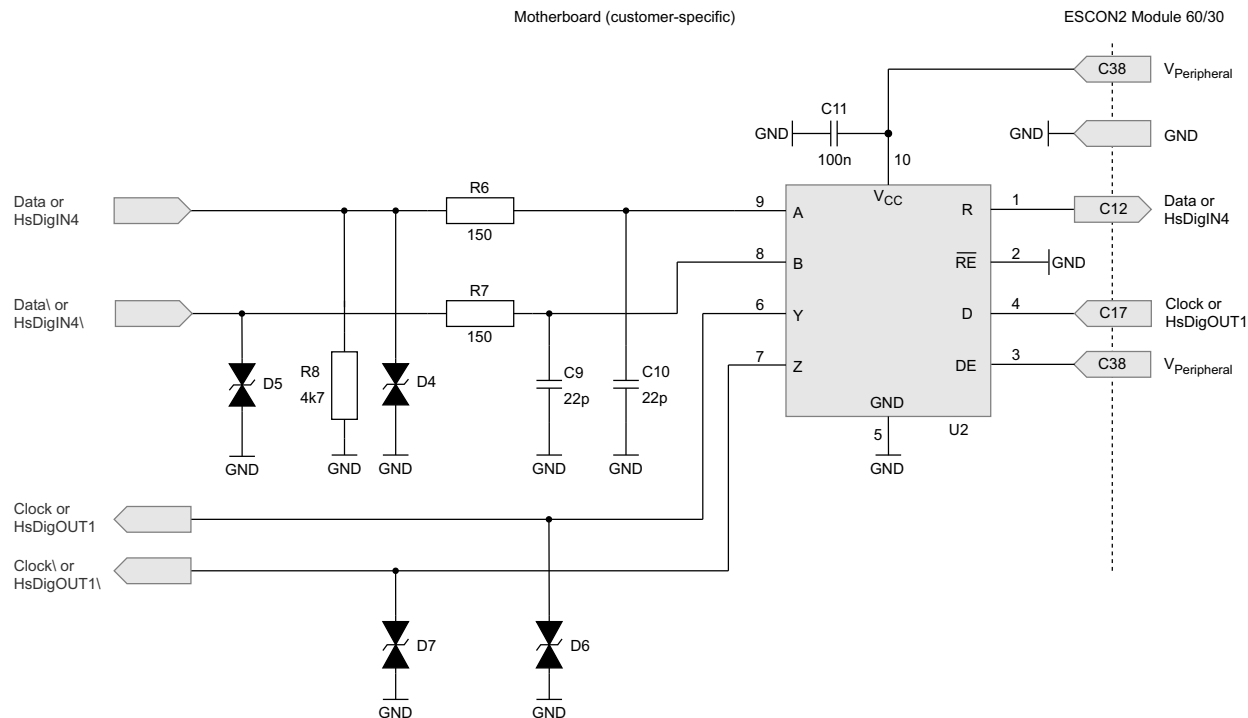 Motherboard (customer-specific)
ESCON2 Module 60/30
C38
VPeripheral
C11
GND
100n
10
GND
GND
Data or
HsDigIN4
R6
150
9
A
VCC
R
1
C12
Data or
HsDigIN4
8
B
RE
2
GND
Data\ or
HsDigIN4\
R7
150
6
Y
D
4
C17
Clock or
HsDigOUT1
7
Z
DE
3
C38
VPeripheral
D5
R8
4k7
D4
C9
22p
C10
22p
GND
5
U2
GND
GND
GND
GND
GND
GND
Clock or
HsDigOUT1
Clock\ or
HsDigOUT1\
D7
D6
GND
GND